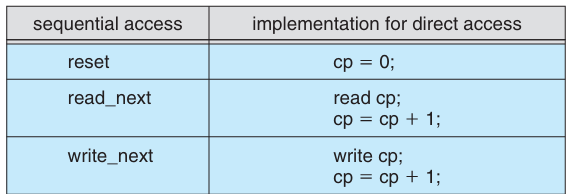 sequential access implementation for direct access
reset cp = 0;
read_next read cp;
cp = cp + 1;
write_next write cp;
cp = cp + 1;